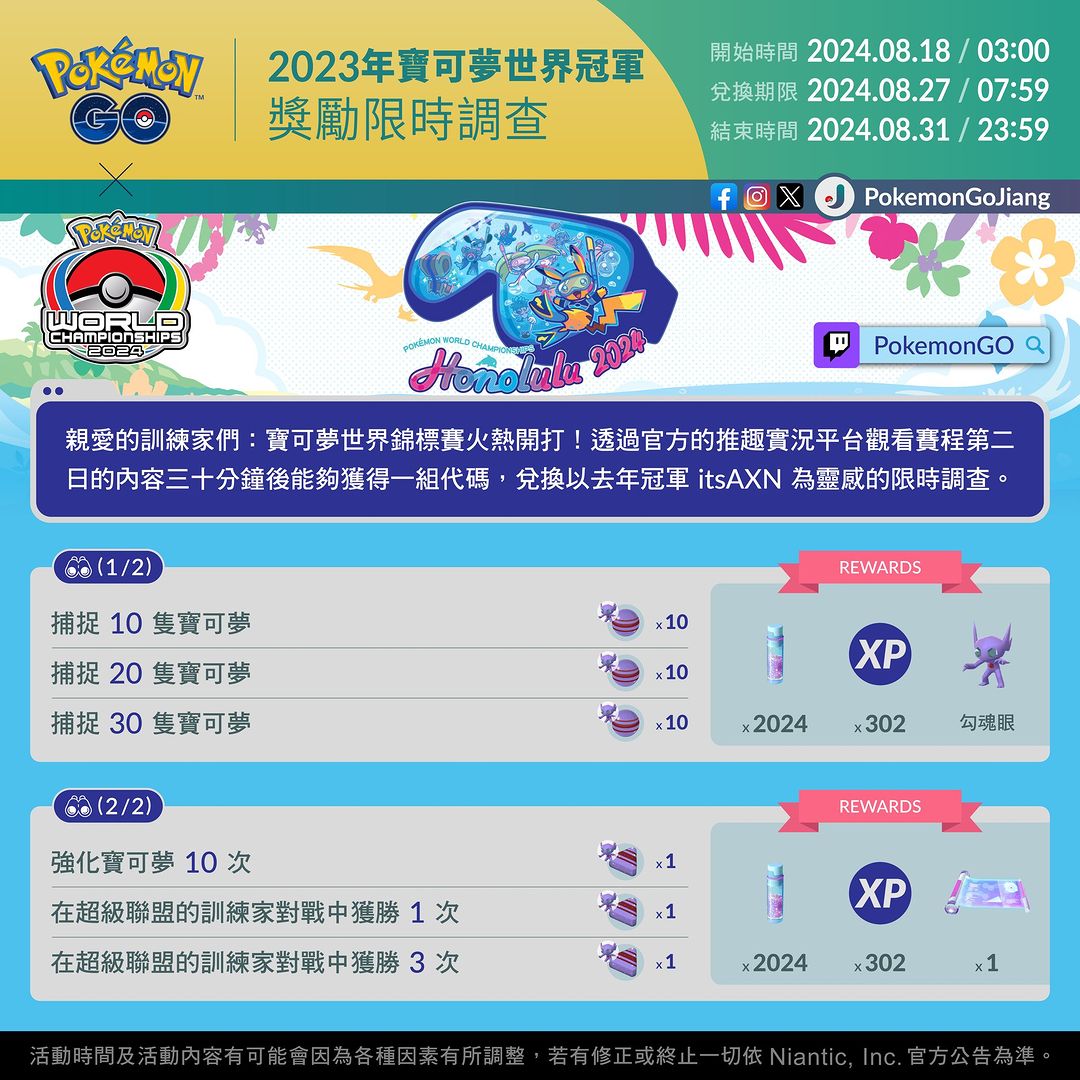 POKÉMON
GO
TM
2023年寶可夢世界冠軍
獎勵限時調查
開始時間 2024.08.18 / 03:00
兌換期限 2024.08.27 / 07:59
結束時間 2024.08.31 / 23:59
PokemonGoJiang
POKÉMON
WORLD
CHAMPIONSHIPS
2024
POKÉMON WORLD CHAMPIONSHIPS
Honolulu 2024
PokemonGO
親愛的訓練家們：寶可夢世界錦標賽火熱開打！透過官方的推趣實況平台觀看賽程第二
日的內容三十分鐘後能夠獲得一組代碼，兌換以去年冠軍 itsAXN 為靈感的限時調查。
(1/2)
REWARDS
捕捉 10 隻寶可夢 x10
捕捉 20 隻寶可夢 x10
捕捉 30 隻寶可夢 x10
XP
x2024 x302 勾魂眼
(2/2)
REWARDS
強化寶可夢 10 次 x1
在超級聯盟的訓練家對戰中獲勝 1 次 x1
在超級聯盟的訓練家對戰中獲勝 3 次 x1
XP
x2024 x302 x1
活動時間及活動內容有可能會因為各種因素有所調整，若有修正或終止一切依 Niantic, Inc. 官方公告為準。